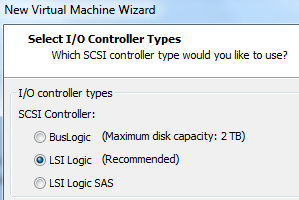 New Virtual Machine Wizard
Select I/O Controller Types
Which SCSI controller type would you like to use?
I/O controller types
SCSI Controller:
BusLogic (Maximum disk capacity: 2 TB)
LSI Logic (Recommended)
LSI Logic SAS